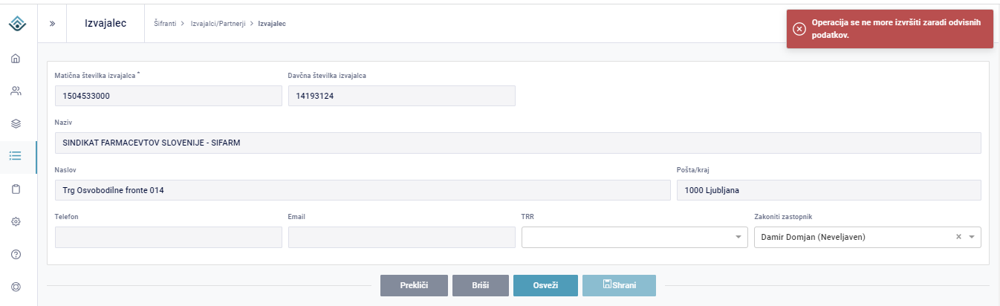 Izvajalec
Šifranti > Izvajalci/Partnerji > Izvajalec
Operacija se ne more izvršiti zaradi odvisnih
podatkov.
Matična številka izvajalca *
Davčna številka izvajalca
1504533000
14193124
Naziv
SINDIKAT FARMACEVTOV SLOVENIJE - SIFARM
Naslov
Pošta/kraj
Trg Osvobodilne fronte 014
1000 Ljubljana
Telefon
Email
TRR
Zakoniti zastopnik
Damir Domjan (Neveljaven)
Prekliči
Briši
Osveži
Shrani